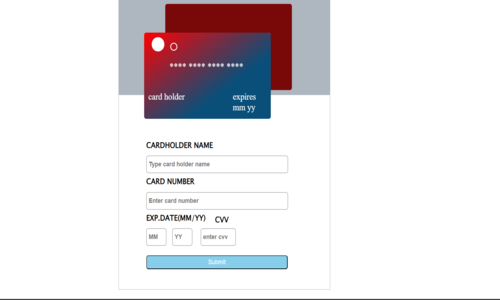 **** **** **** ****
card holder expires
mm yy
CARDHOLDER NAME
Type card holder name
CARD NUMBER
Enter card number
EXP.DATE(MM/YY) CVV
MM YY enter cvv
Submit